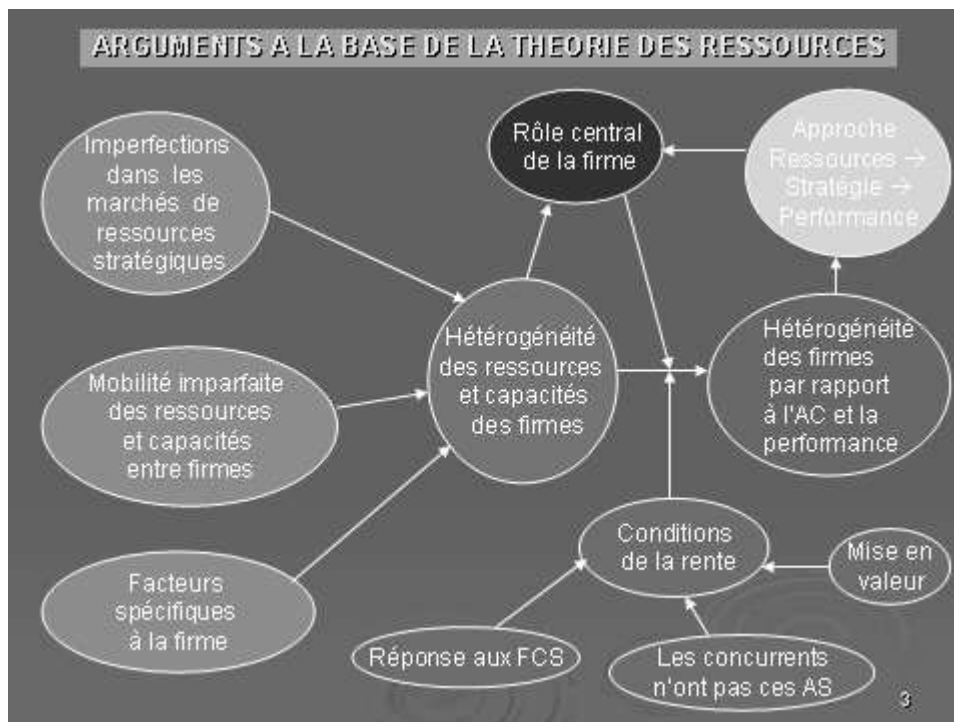 ARGUMENTS A LA BASE DE LA THEORIE DES RESSOURCES
Imperfections
dans les
marchés de
ressources
stratégiques
Rôle central
de la firme
Approche
Ressources →
Stratégie →
Performance
Mobilité imparfaite
des ressources
et capacités
entre firmes
Hétérogénéité
des ressources
et capacités
des firmes
Hétérogénéité
des firmes
par rapport
à l'AC et la
performance
Facteurs
spécifiques
à la firme
Conditions
de la rente
Mise en
valeur
Réponse aux FCS
Les concurrents
n'ont pas ces AS
3